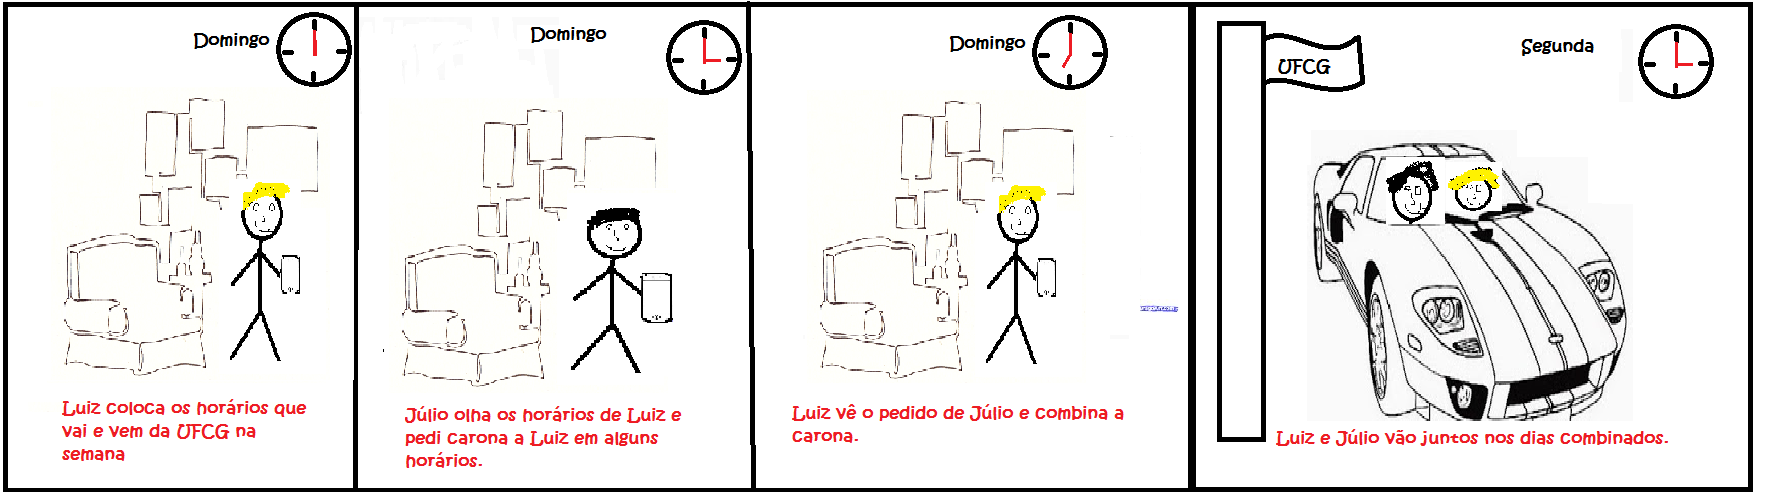 Domingo
Luiz coloca os horários que
vai e vem da UFCG na
semana
Domingo
Júlio olha os horários de Luiz e
pedi carona a Luiz em alguns
horários.
Domingo
Luiz vê o pedido de Júlio e combina a
carona.
UFCG
Segunda
Luiz e Júlio vão juntos nos dias combinados.